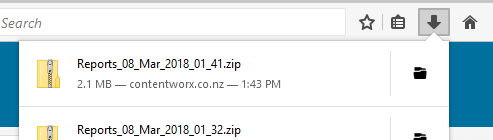 Search
Reports_08_Mar_2018_01_41.zip
2.1 MB — contentworx.co.nz — 1:43 PM
Reports_08_Mar_2018_01_32.zip